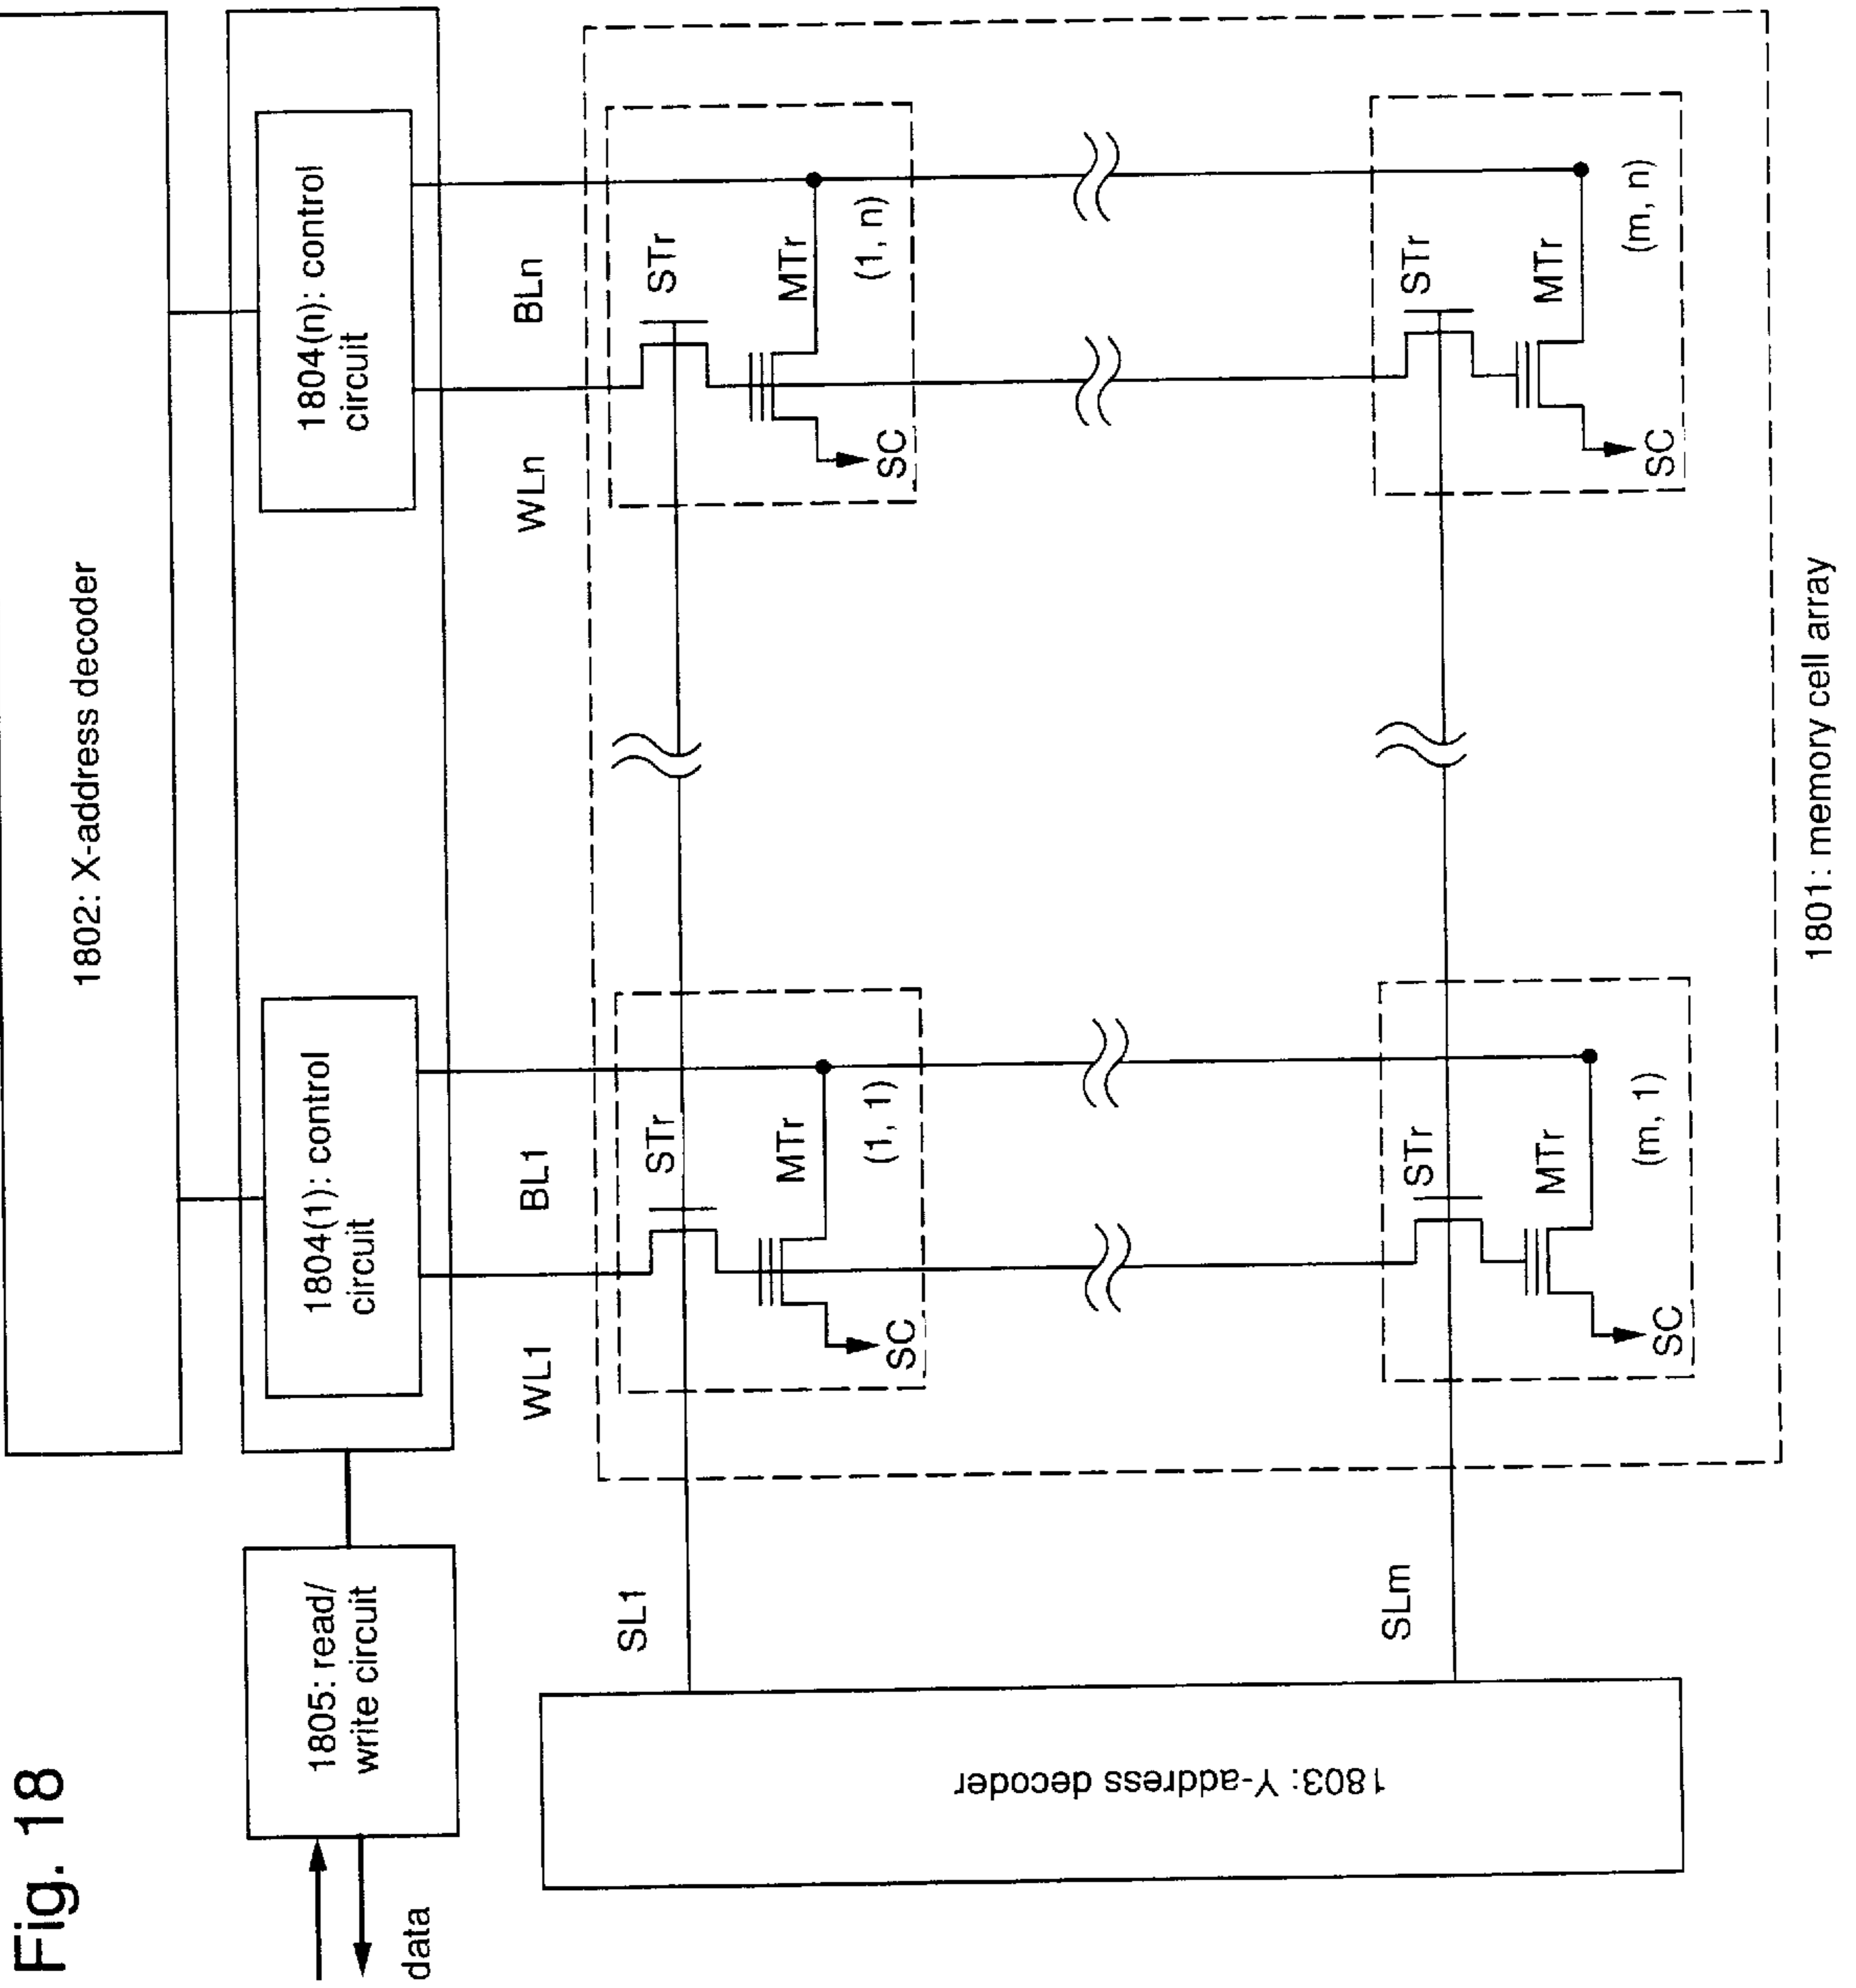 Fig. 18
1802: X-address decoder
1805: read/
write circuit
data
1804(1): control
circuit
1804(n): control
circuit
WL1
BL1
WLn
BLn
SL1
STr
MTr
(1, 1)
SC
STr
MTr
(1, n)
SC
SLm
STr
MTr
(m, 1)
SC
STr
MTr
(m, n)
SC
1803: Y-address decoder
1801: memory cell array